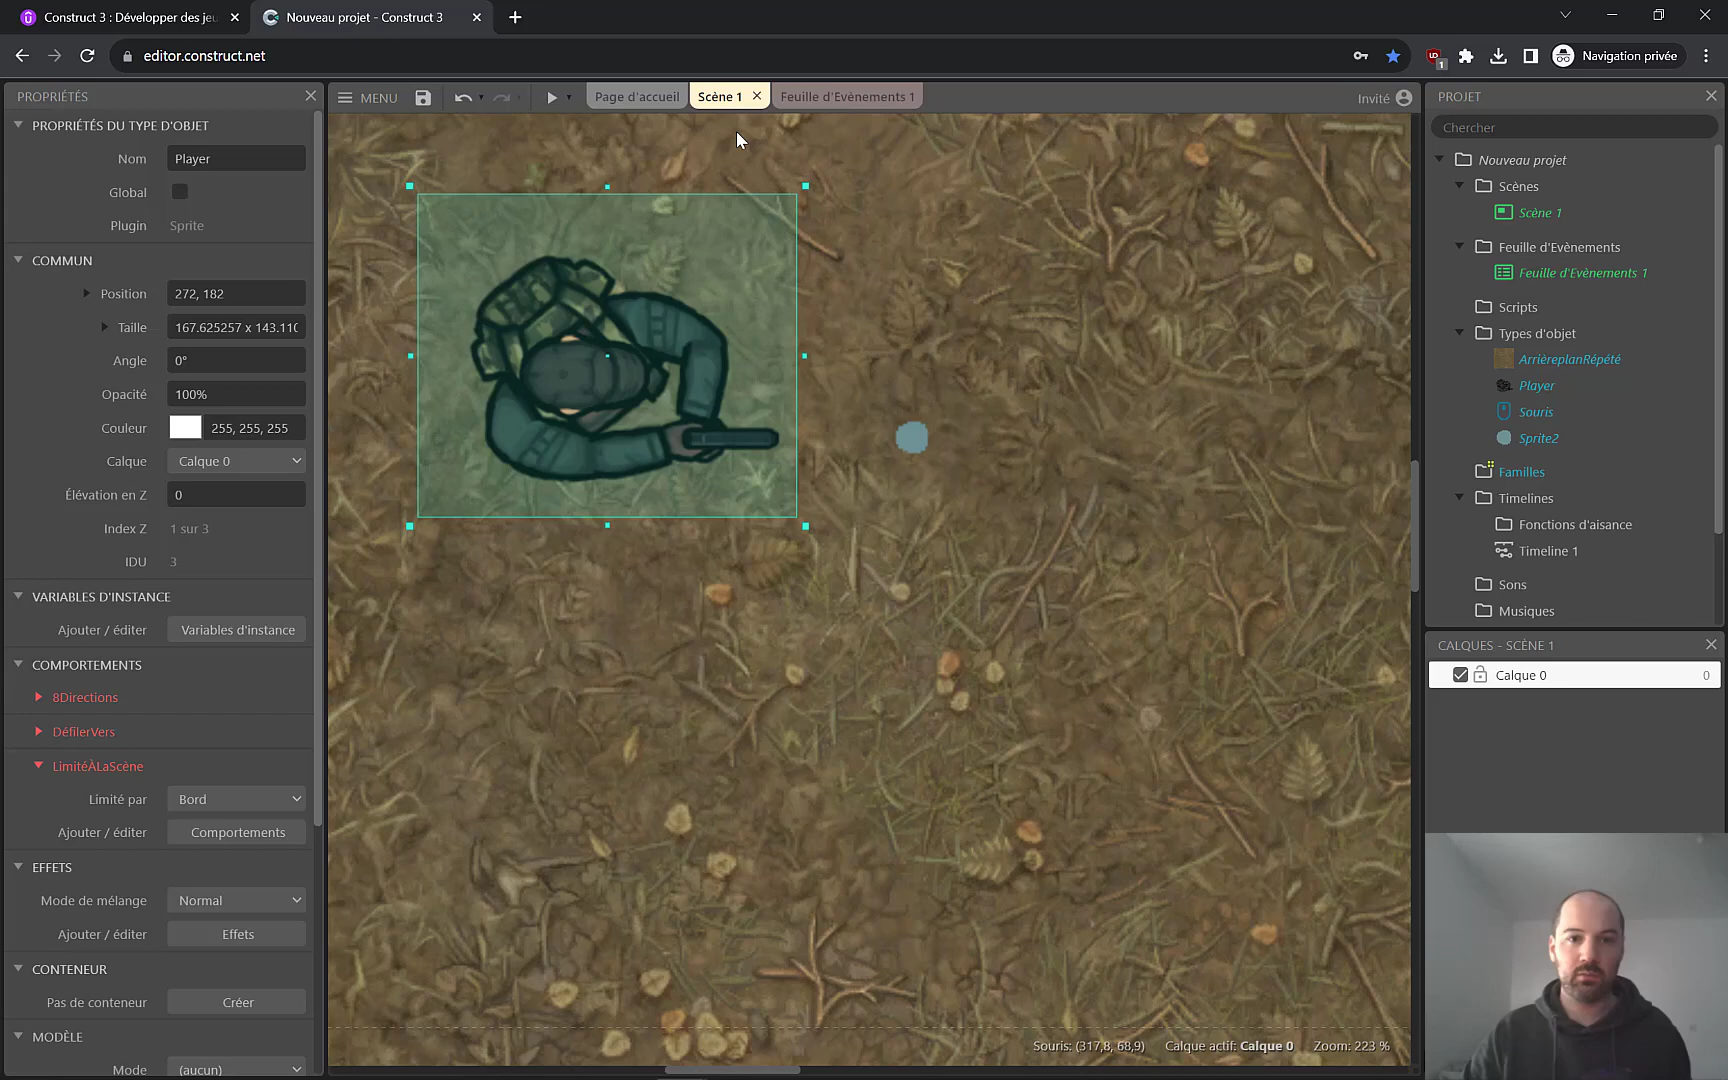 Construct 3 : Développer des jeu
Nouveau projet - Construct 3
editor.construct.net
1
Navigation privée
PROPRIÉTÉS
MENU
Page d'accueil
Scène 1
Feuille d'Evènements 1
Invité
PROJET
PROPRIÉTÉS DU TYPE D'OBJET
Nom
Player
Global
Plugin
Sprite
COMMUN
Position
272, 182
Taille
167.625257 x 143.110
Angle
0°
Opacité
100%
Couleur
255, 255, 255
Calque
Calque 0
Élévation en Z
0
Index Z
1 sur 3
IDU
3
VARIABLES D'INSTANCE
Ajouter / éditer
Variables d'instance
COMPORTEMENTS
8Directions
DéfilerVers
LimitéÀLaScène
Limité par
Bord
Ajouter / éditer
Comportements
EFFETS
Mode de mélange
Normal
Ajouter / éditer
Effets
CONTENEUR
Pas de conteneur
Créer
MODÈLE
Mode
(aucun)
Souris: (317,8, 68,9)
Calque actif: Calque 0
Zoom: 223 %
Chercher
Nouveau projet
Scènes
Scène 1
Feuille d'Evènements
Feuille d'Evènements 1
Scripts
Types d'objet
ArrièreplanRépété
Player
Souris
Sprite2
Familles
Timelines
Fonctions d'aisance
Timeline 1
Sons
Musiques
CALQUES - SCÈNE 1
Calque 0
0